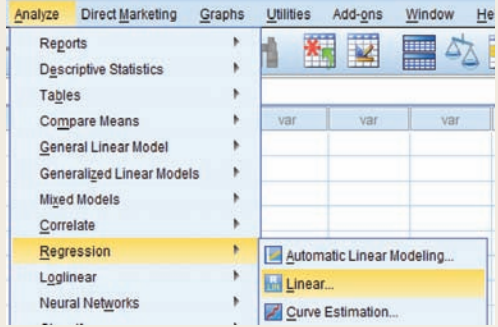 Analyze Direct Marketing Graphs Utilities Add-ons Window He
Reports
Descriptive Statistics
Tables
Compare Means
var var var
General Linear Model
Generalized Linear Models
Mixed Models
Correlate
Regression
Automatic Linear Modeling...
Loglinear
Linear...
Neural Networks
Curve Estimation...